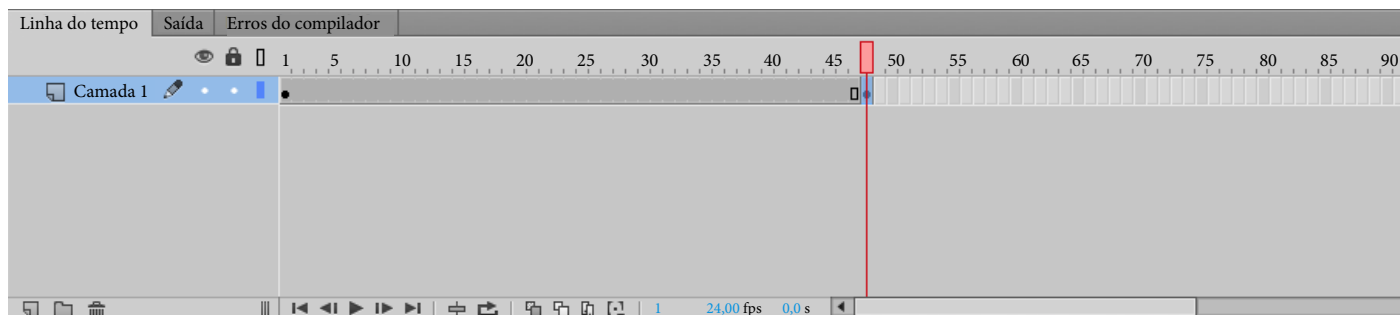 Linha do tempo Saída Erros do compilador
1 5 10 15 20 25 30 35 40 45 50 55 60 65 70 75 80 85 90
Camada 1
1 24,00 fps 0,0 s